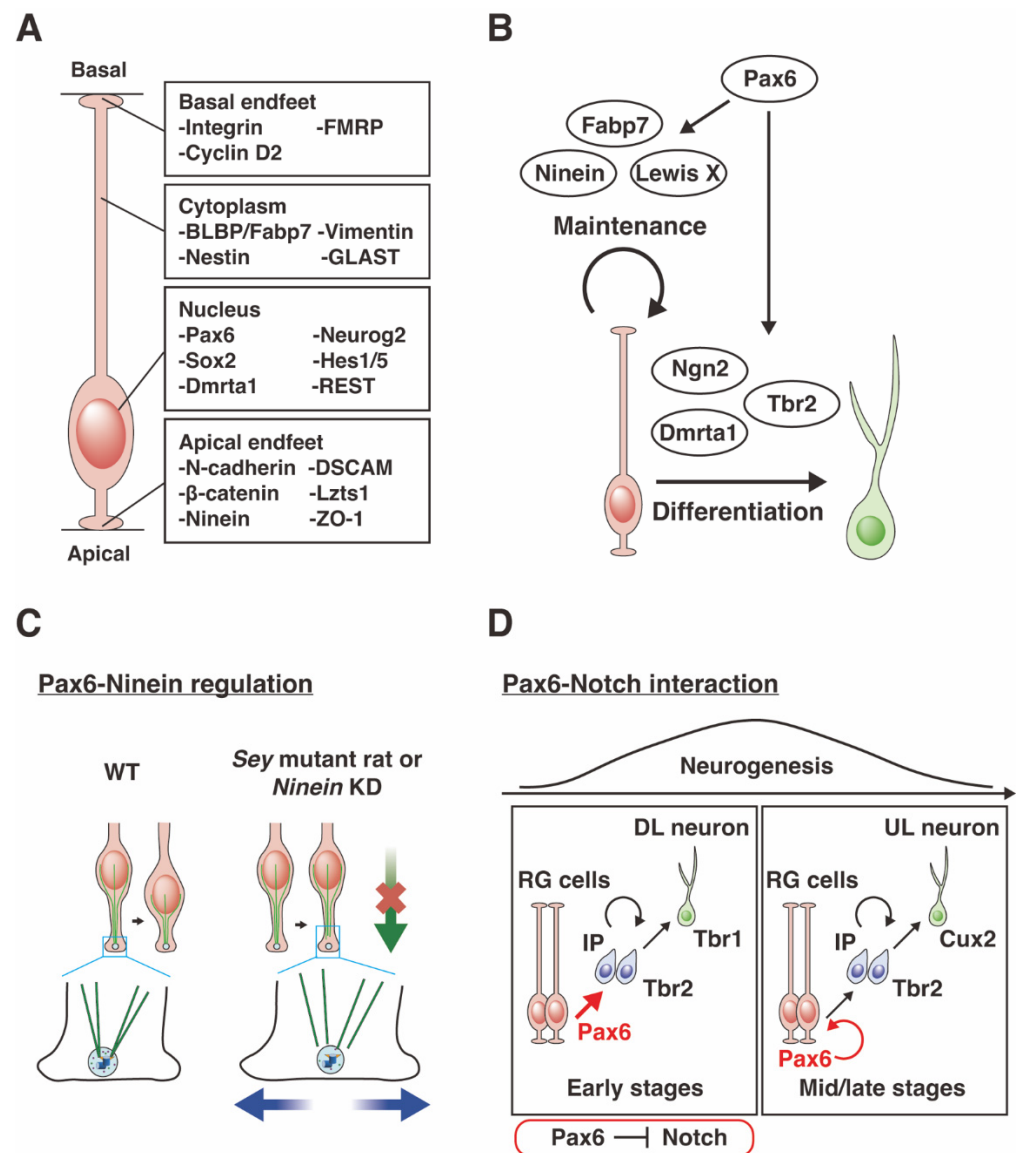 A
Basal
Basal endfeet
-Integrin -FMRP
-Cyclin D2
Cytoplasm
-BLBP/Fabp7 -Vimentin
-Nestin -GLAST
Nucleus
-Pax6 -Neurog2
-Sox2 -Hes1/5
-Dmrta1 -REST
Apical endfeet
-N-cadherin -DSCAM
-β-catenin -Lzts1
-Ninein -ZO-1
Apical
B
Pax6
Fabp7
Ninein Lewis X
Maintenance
Ngn2
Tbr2
Dmrta1
Differentiation
C
Pax6-Ninein regulation
WT
Sey mutant rat or
Ninein KD
D
Pax6-Notch interaction
Neurogenesis
DL neuron
RG cells
IP
Tbr1
Tbr2
Pax6
Early stages
UL neuron
RG cells
IP
Cux2
Tbr2
Pax6
Mid/late stages
Pax6 Notch